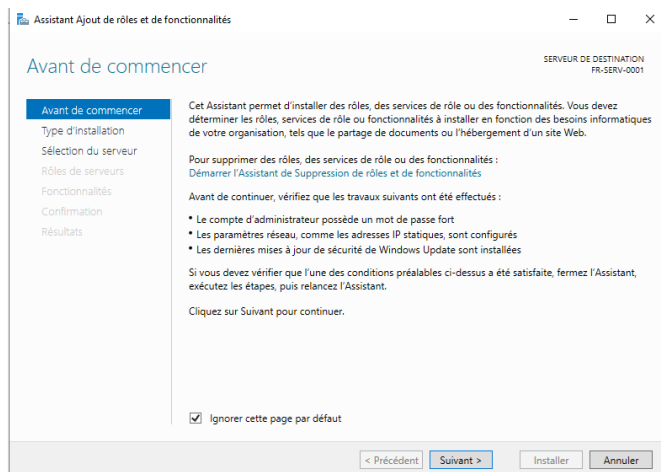 Assistant Ajout de rôles et de fonctionnalités
Avant de commencer
SERVEUR DE DESTINATION
FR-SERV-0001
Avant de commencer
Type d'installation
Sélection du serveur
Rôles de serveurs
Fonctionnalités
Confirmation
Résultats
Cet Assistant permet d'installer des rôles, des services de rôle ou des fonctionnalités. Vous devez
déterminer les rôles, services de rôle ou fonctionnalités à installer en fonction des besoins informatiques
de votre organisation, tels que le partage de documents ou l'hébergement d'un site Web.
Pour supprimer des rôles, des services de rôle ou des fonctionnalités :
Démarrer l'Assistant de Suppression de rôles et de fonctionnalités
Avant de continuer, vérifiez que les travaux suivants ont été effectués :
• Le compte d'administrateur possède un mot de passe fort
• Les paramètres réseau, comme les adresses IP statiques, sont configurés
• Les dernières mises à jour de sécurité de Windows Update sont installées
Si vous devez vérifier que l'une des conditions préalables ci-dessus a été satisfaite, fermez l'Assistant,
exécutez les étapes, puis relancez l'Assistant.
Cliquez sur Suivant pour continuer.
Ignorer cette page par défaut
< Précédent
Suivant >
Installer
Annuler